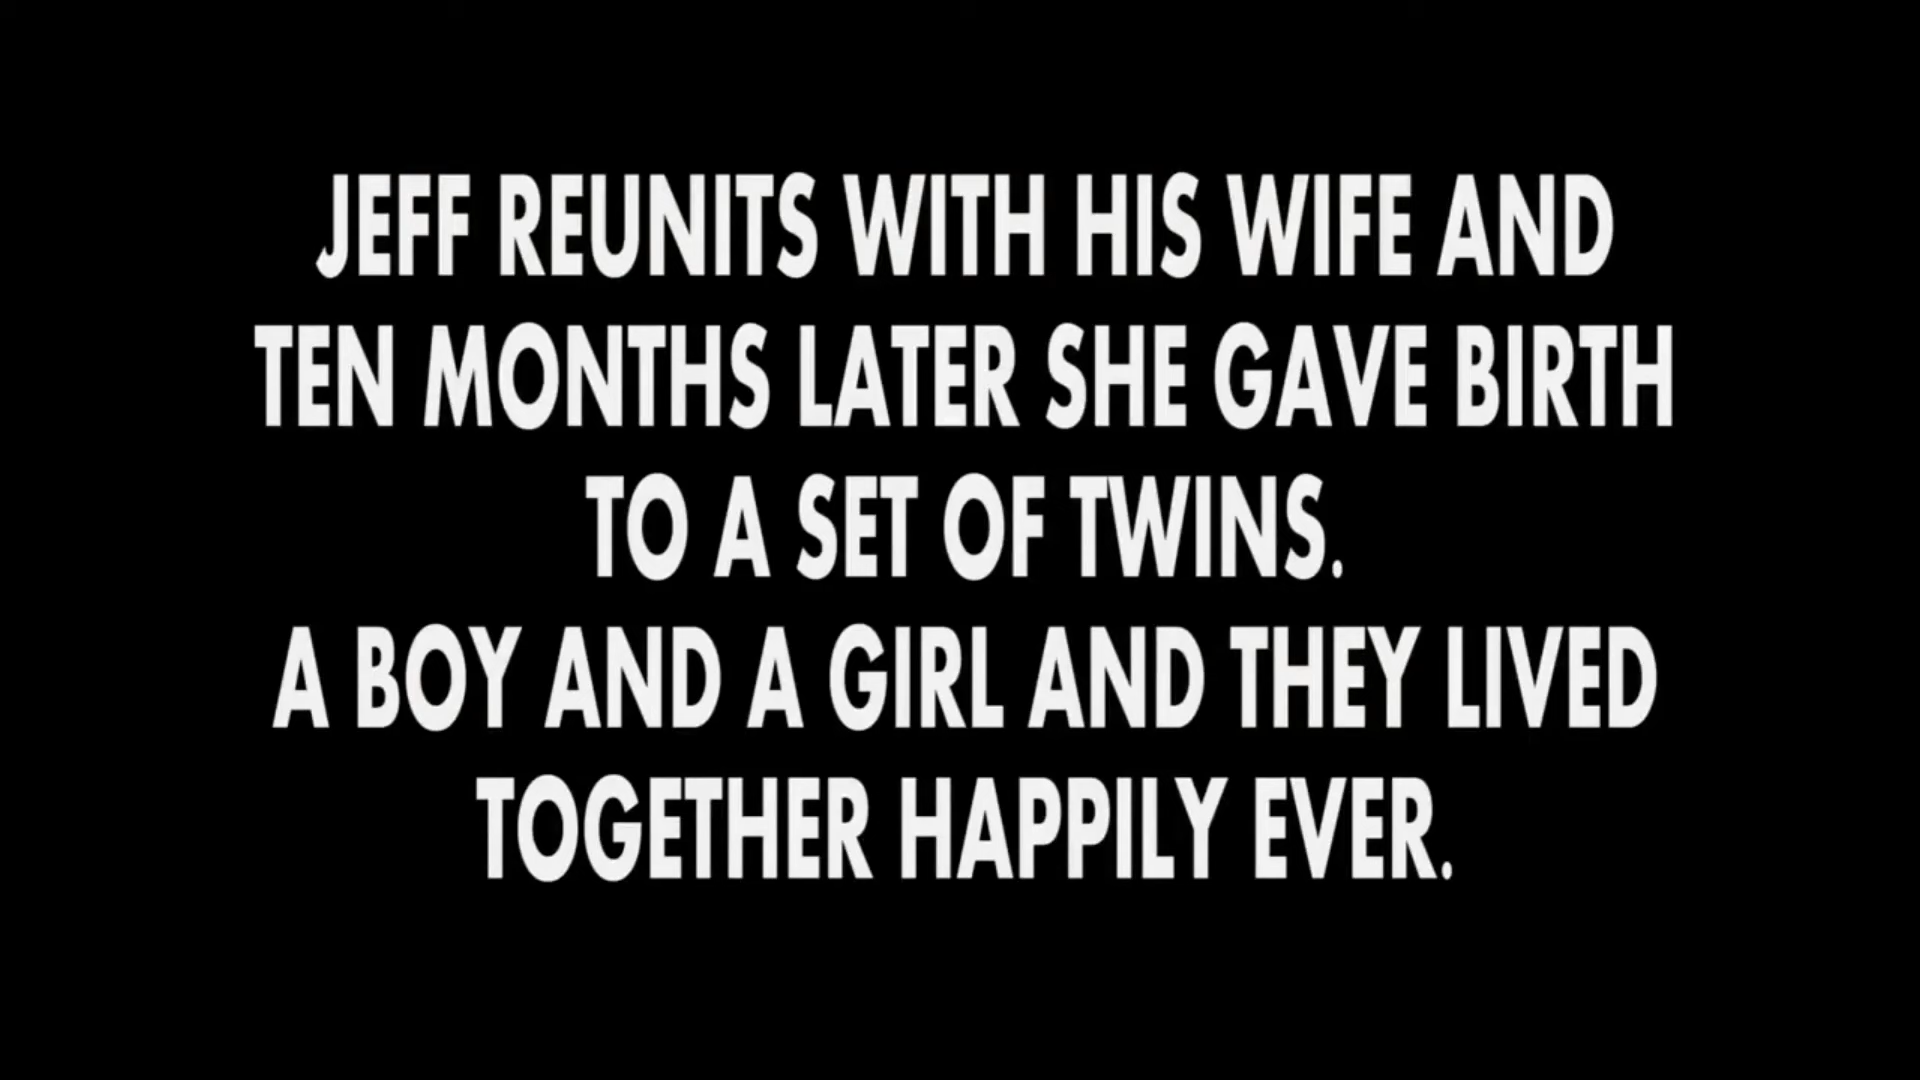 JEFF REUNITS WITH HIS WIFE AND
TEN MONTHS LATER SHE GAVE BIRTH
TO A SET OF TWINS.
A BOY AND A GIRL AND THEY LIVED
TOGETHER HAPPILY EVER.